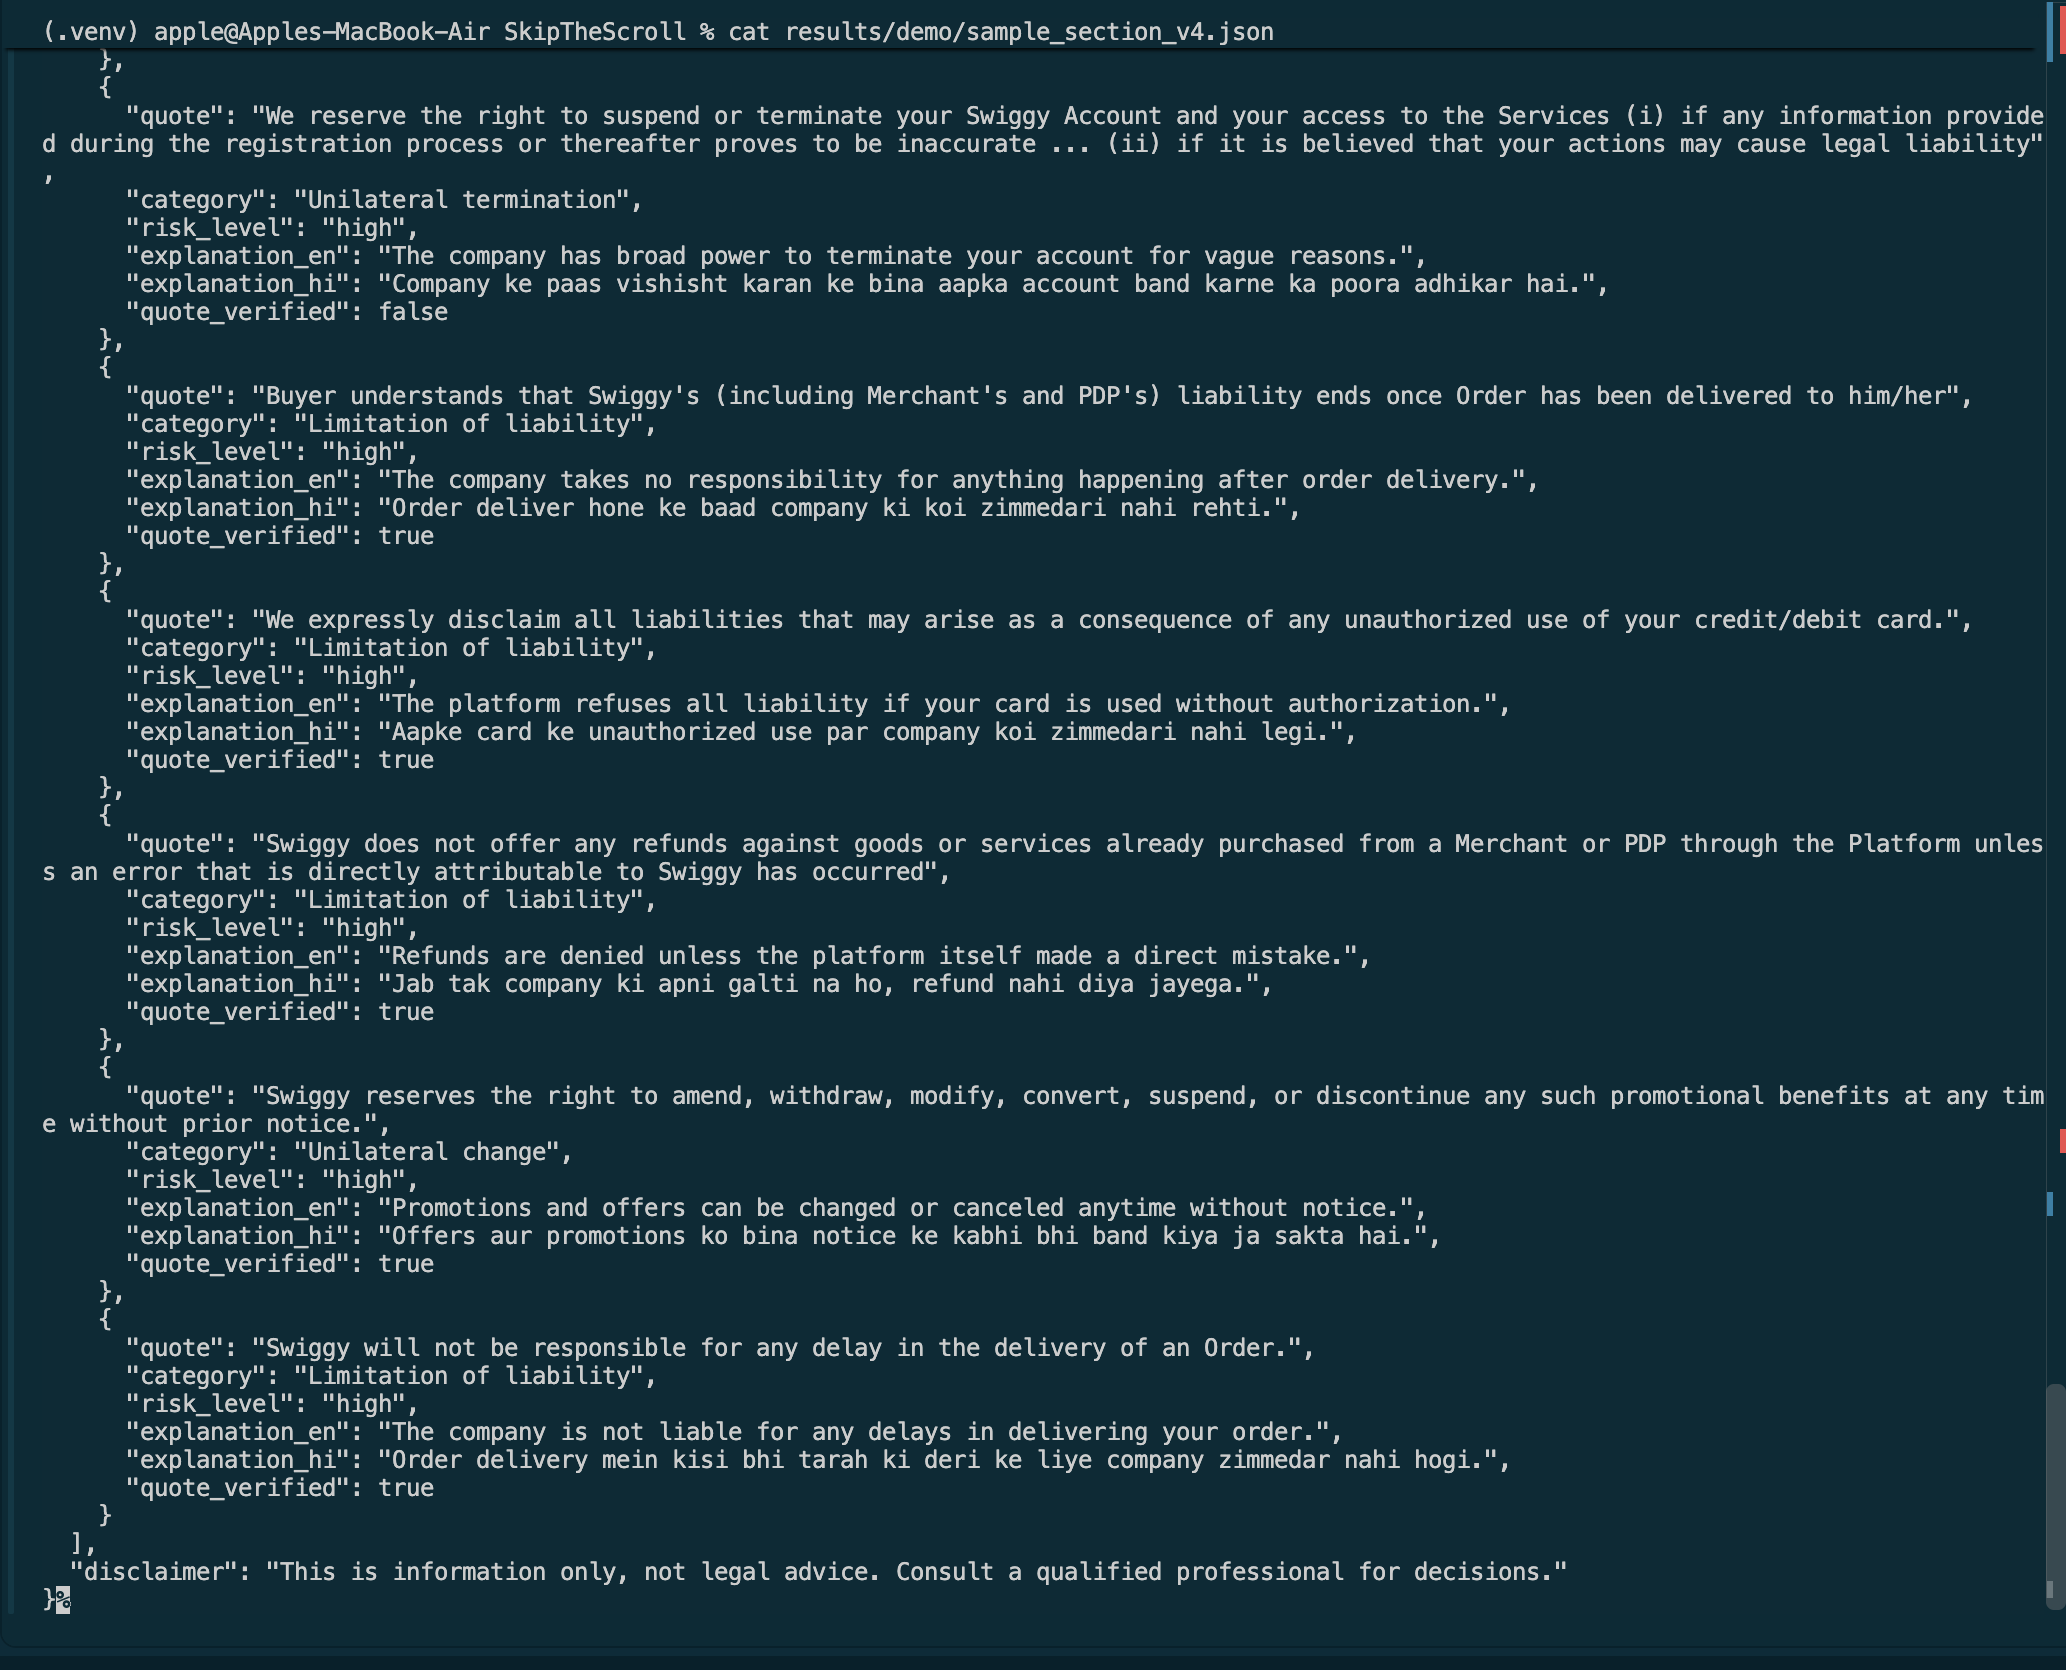 (.venv) apple@Apples-MacBook-Air SkipTheScroll % cat results/demo/sample_section_v4.json
    },
    {
      "quote": "We reserve the right to suspend or terminate your Swiggy Account and your access to the Services (i) if any information provide
d during the registration process or thereafter proves to be inaccurate ... (ii) if it is believed that your actions may cause legal liability"
,
      "category": "Unilateral termination",
      "risk_level": "high",
      "explanation_en": "The company has broad power to terminate your account for vague reasons.",
      "explanation_hi": "Company ke paas vishisht karan ke bina aapka account band karne ka poora adhikar hai.",
      "quote_verified": false
    },
    {
      "quote": "Buyer understands that Swiggy's (including Merchant's and PDP's) liability ends once Order has been delivered to him/her",
      "category": "Limitation of liability",
      "risk_level": "high",
      "explanation_en": "The company takes no responsibility for anything happening after order delivery.",
      "explanation_hi": "Order deliver hone ke baad company ki koi zimmedari nahi rehti.",
      "quote_verified": true
    },
    {
      "quote": "We expressly disclaim all liabilities that may arise as a consequence of any unauthorized use of your credit/debit card.",
      "category": "Limitation of liability",
      "risk_level": "high",
      "explanation_en": "The platform refuses all liability if your card is used without authorization.",
      "explanation_hi": "Aapke card ke unauthorized use par company koi zimmedari nahi legi.",
      "quote_verified": true
    },
    {
      "quote": "Swiggy does not offer any refunds against goods or services already purchased from a Merchant or PDP through the Platform unles
s an error that is directly attributable to Swiggy has occurred",
      "category": "Limitation of liability",
      "risk_level": "high",
      "explanation_en": "Refunds are denied unless the platform itself made a direct mistake.",
      "explanation_hi": "Jab tak company ki apni galti na ho, refund nahi diya jayega.",
      "quote_verified": true
    },
    {
      "quote": "Swiggy reserves the right to amend, withdraw, modify, convert, suspend, or discontinue any such promotional benefits at any tim
e without prior notice.",
      "category": "Unilateral change",
      "risk_level": "high",
      "explanation_en": "Promotions and offers can be changed or canceled anytime without notice.",
      "explanation_hi": "Offers aur promotions ko bina notice ke kabhi bhi band kiya ja sakta hai.",
      "quote_verified": true
    },
    {
      "quote": "Swiggy will not be responsible for any delay in the delivery of an Order.",
      "category": "Limitation of liability",
      "risk_level": "high",
      "explanation_en": "The company is not liable for any delays in delivering your order.",
      "explanation_hi": "Order delivery mein kisi bhi tarah ki deri ke liye company zimmedar nahi hogi.",
      "quote_verified": true
    }
  ],
  "disclaimer": "This is information only, not legal advice. Consult a qualified professional for decisions."
}%